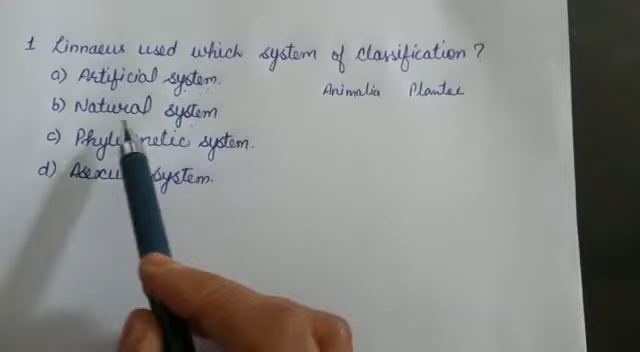 1 Linnaeus used which system of classification?
a) Artificial system.
Animalia Plantae
b) Natural system
c) system.
d) system.